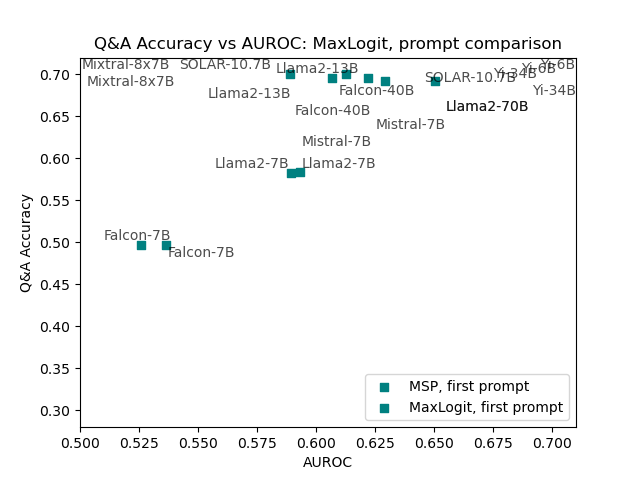 Q&A Accuracy vs AUROC: MaxLogit, prompt comparison
Mixtral-8x7B
SOLAR-10.7B
Llama2-13B
Yi-34B
Yi-6B
Yi-6B
Mixtral-8x7B
SOLAR-10.7B
Llama2-13B
Falcon-40B
Yi-34B
Falcon-40B
Llama2-70B
Mistral-7B
Mistral-7B
Llama2-7B
Llama2-7B
Falcon-7B
Falcon-7B
0.70
0.65
0.60
0.55
0.50
0.45
0.40
0.35
0.30
Q&A Accuracy
MSP, first prompt
MaxLogit, first prompt
0.500
0.525
0.550
0.575
0.600
0.625
0.650
0.675
0.700
AUROC